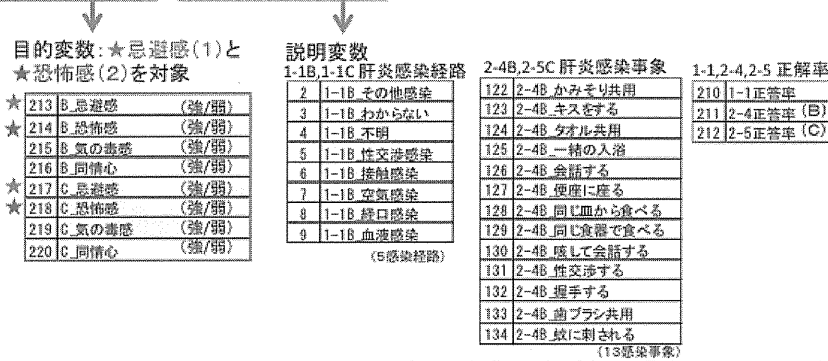 目的変数:★忌避感(1)と
★恐怖感(2)を対象
★ 213 B_忌避感 (強/弱)
★ 214 B_恐怖感 (強/弱)
215 B_気の毒感 (強/弱)
216 B_同情心 (強/弱)
★ 217 C_忌避感 (強/弱)
★ 218 C_恐怖感 (強/弱)
219 C_気の毒感 (強/弱)
220 C_同情心 (強/弱)
説明変数
1-1B,1-1C 肝炎感染経路
2 1-1B_その他感染
3 1-1B_わからない
4 1-1B_不明
5 1-1B_性交渉感染
6 1-1B_接触感染
7 1-1B_空気感染
8 1-1B_経口感染
9 1-1B_血液感染
(5感染経路)
2-4B,2-5C 肝炎感染事象
122 2-4B_かみそり共用
123 2-4B_キスをする
124 2-4B_タオル共用
125 2-4B_一緒の入浴
126 2-4B_会話する
127 2-4B_便座に座る
128 2-4B_同じ皿から食べる
129 2-4B_同じ食器で食べる
130 2-4B_咳して会話する
131 2-4B_性交渉する
132 2-4B_握手する
133 2-4B_歯ブラシ共用
134 2-4B_蚊に刺される
(13感染事象)
1-1,2-4,2-5 正解率
210 1-1正答率
211 2-4正答率 (B)
212 2-5正答率 (C)